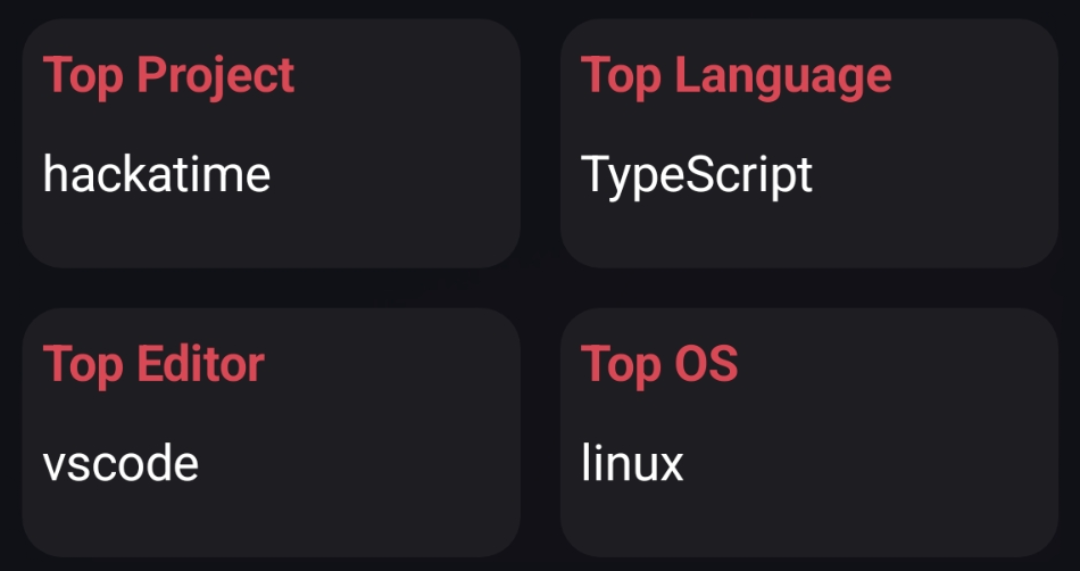 Top Project
hackatime
Top Language
TypeScript
Top Editor
vscode
Top OS
linux